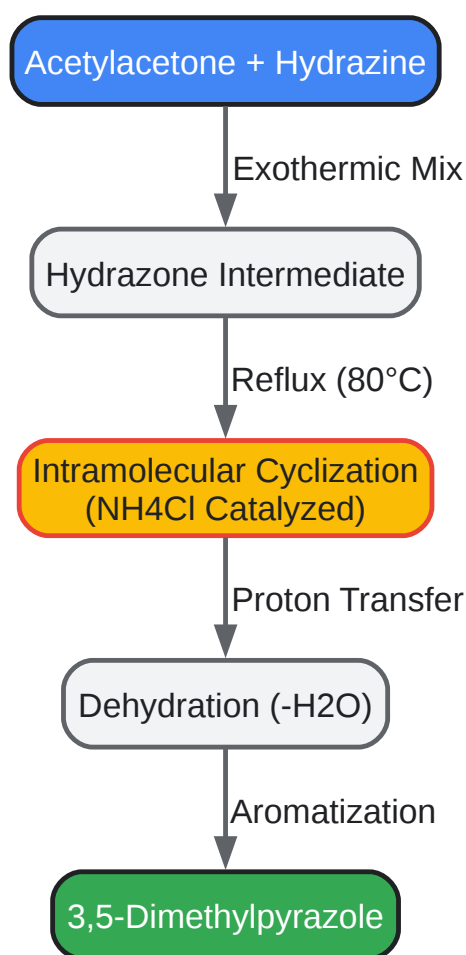 Acetylacetone + Hydrazine
Exothermic Mix
Hydrazone Intermediate
Reflux (80°C)
Intramolecular Cyclization
(NH4Cl Catalyzed)
Proton Transfer
Dehydration (-H2O)
Aromatization
3,5-Dimethylpyrazole